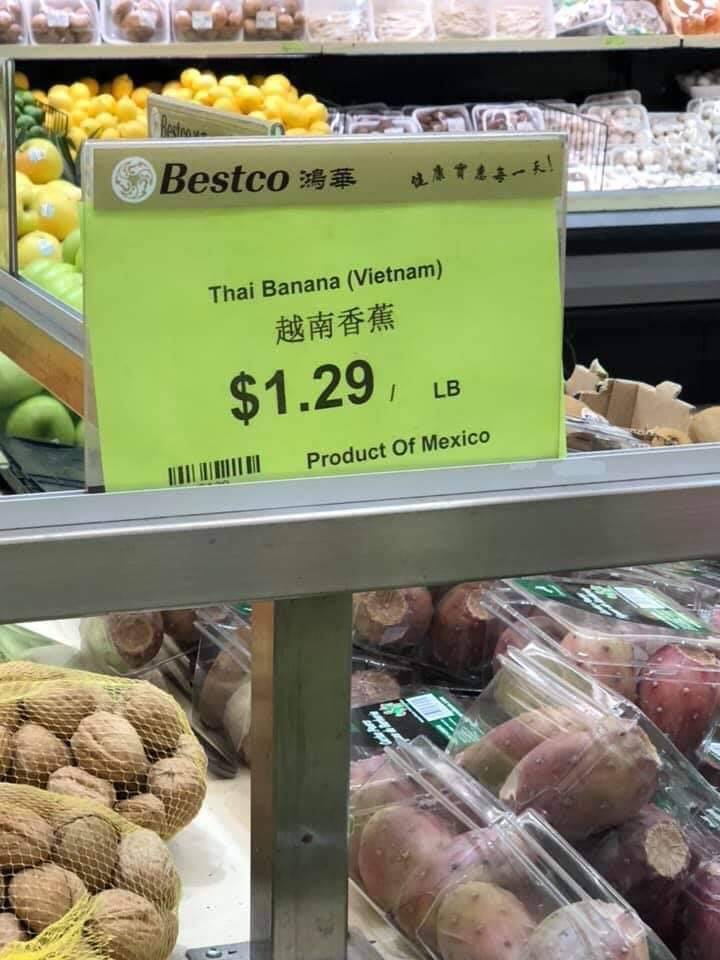 Bestco 鴻華 健康實惠每一天!
Thai Banana (Vietnam)
越南香蕉
$1.29 / LB
Product Of Mexico